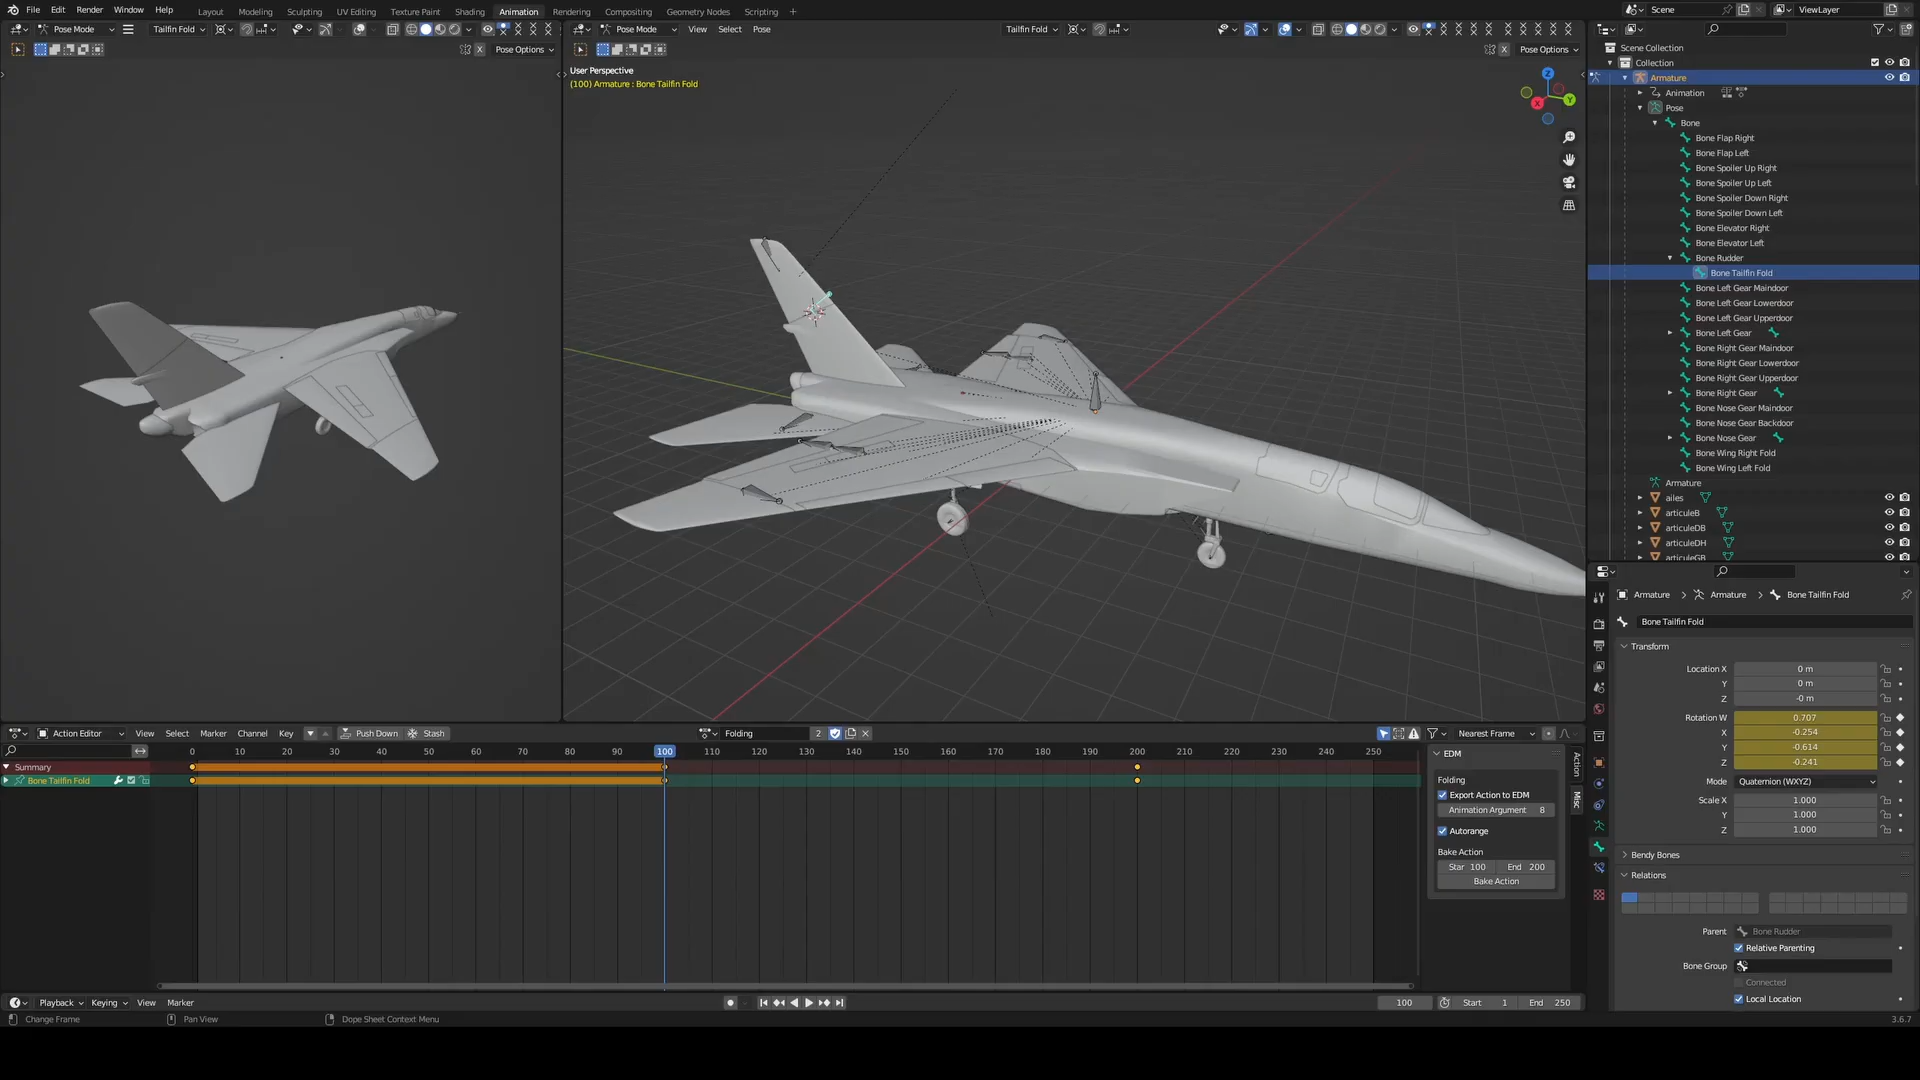 File Edit Render Window Help Layout Modeling Sculpting UV Editing Texture Paint Shading Animation Rendering Compositing Geometry Nodes Scripting + Scene ViewLayer
Pose Mode Tailfin Fold Pose Mode View Select Pose Tailfin Fold
Pose Options Pose Options
User Perspective
(100) Armature : Bone Tailfin Fold
Z
Y
X
Scene Collection
Collection
Armature
Animation
Pose
Bone
Bone Flap Right
Bone Flap Left
Bone Spoiler Up Right
Bone Spoiler Up Left
Bone Spoiler Down Right
Bone Spoiler Down Left
Bone Elevator Right
Bone Elevator Left
Bone Rudder
Bone Tailfin Fold
Bone Left Gear Maindoor
Bone Left Gear Lowerdoor
Bone Left Gear Upperdoor
Bone Left Gear
Bone Right Gear Maindoor
Bone Right Gear Lowerdoor
Bone Right Gear Upperdoor
Bone Right Gear
Bone Nose Gear Maindoor
Bone Nose Gear Backdoor
Bone Nose Gear
Bone Wing Right Fold
Bone Wing Left Fold
Armature
ailes
articuleB
articuleDB
articuleDH
articuleGB
Armature > Armature > Bone Tailfin Fold
Bone Tailfin Fold
Transform
Location X 0 m
Y 0 m
Z -0 m
Rotation W 0.707
X -0.254
Y -0.614
Z -0.241
Mode Quaternion (WXYZ)
Scale X 1.000
Y 1.000
Z 1.000
Bendy Bones
Relations
Parent Bone Rudder
Relative Parenting
Bone Group
Connected
Local Location
Action Editor View Select Marker Channel Key Push Down Stash Folding 2 Nearest Frame
0 10 20 30 40 50 60 70 80 90 100 110 120 130 140 150 160 170 180 190 200 210 220 230 240 250
Summary
Bone Tailfin Fold
EDM
Folding
Export Action to EDM
Animation Argument 8
Autorange
Bake Action
Star 100 End 200
Bake Action
Action
Misc
Playback Keying View Marker 100 Start 1 End 250
Change Frame Pan View Dope Sheet Context Menu 3.6.7